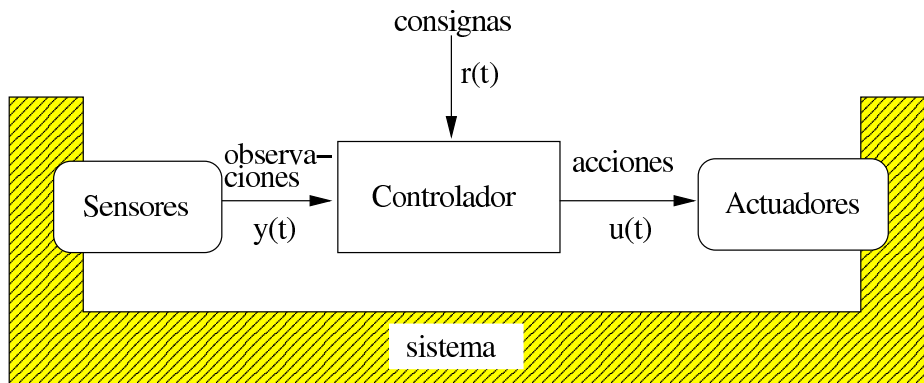 consignas
r(t)
observa–
ciones
acciones
Sensores
Controlador
Actuadores
y(t)
u(t)
sistema